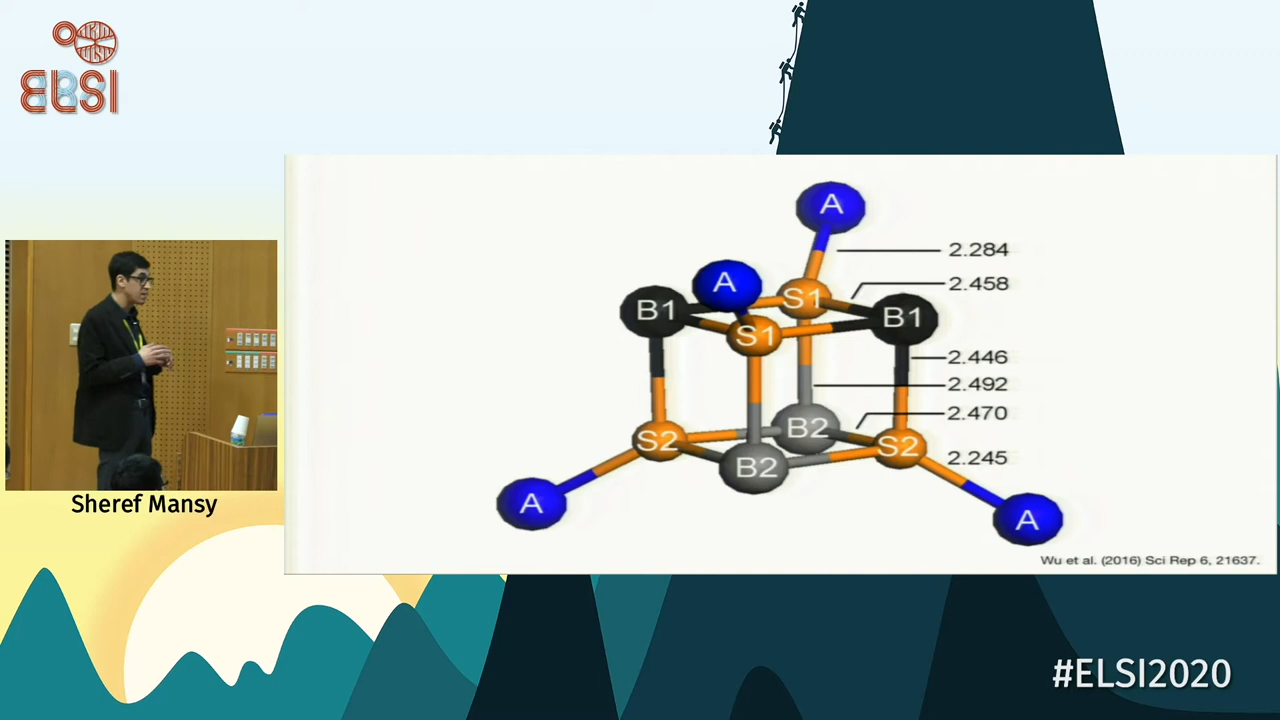 ELSI
A
2.284
A
2.458
B1
S1
B1
S1
2.446
2.492
2.470
B2
S2
S2
2.245
B2
A
A
Sheref Mansy
Wu et al. (2016) Sci Rep 6, 21637.
#ELSI2020